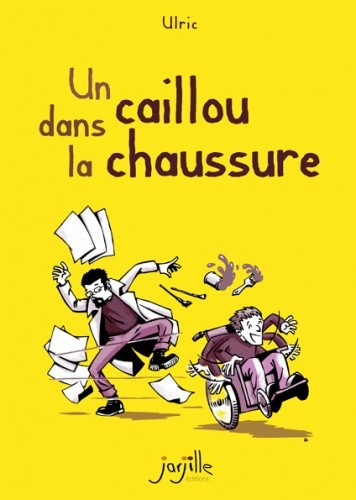 Ulric
Un caillou
dans
la chaussure
jarjille
éditions